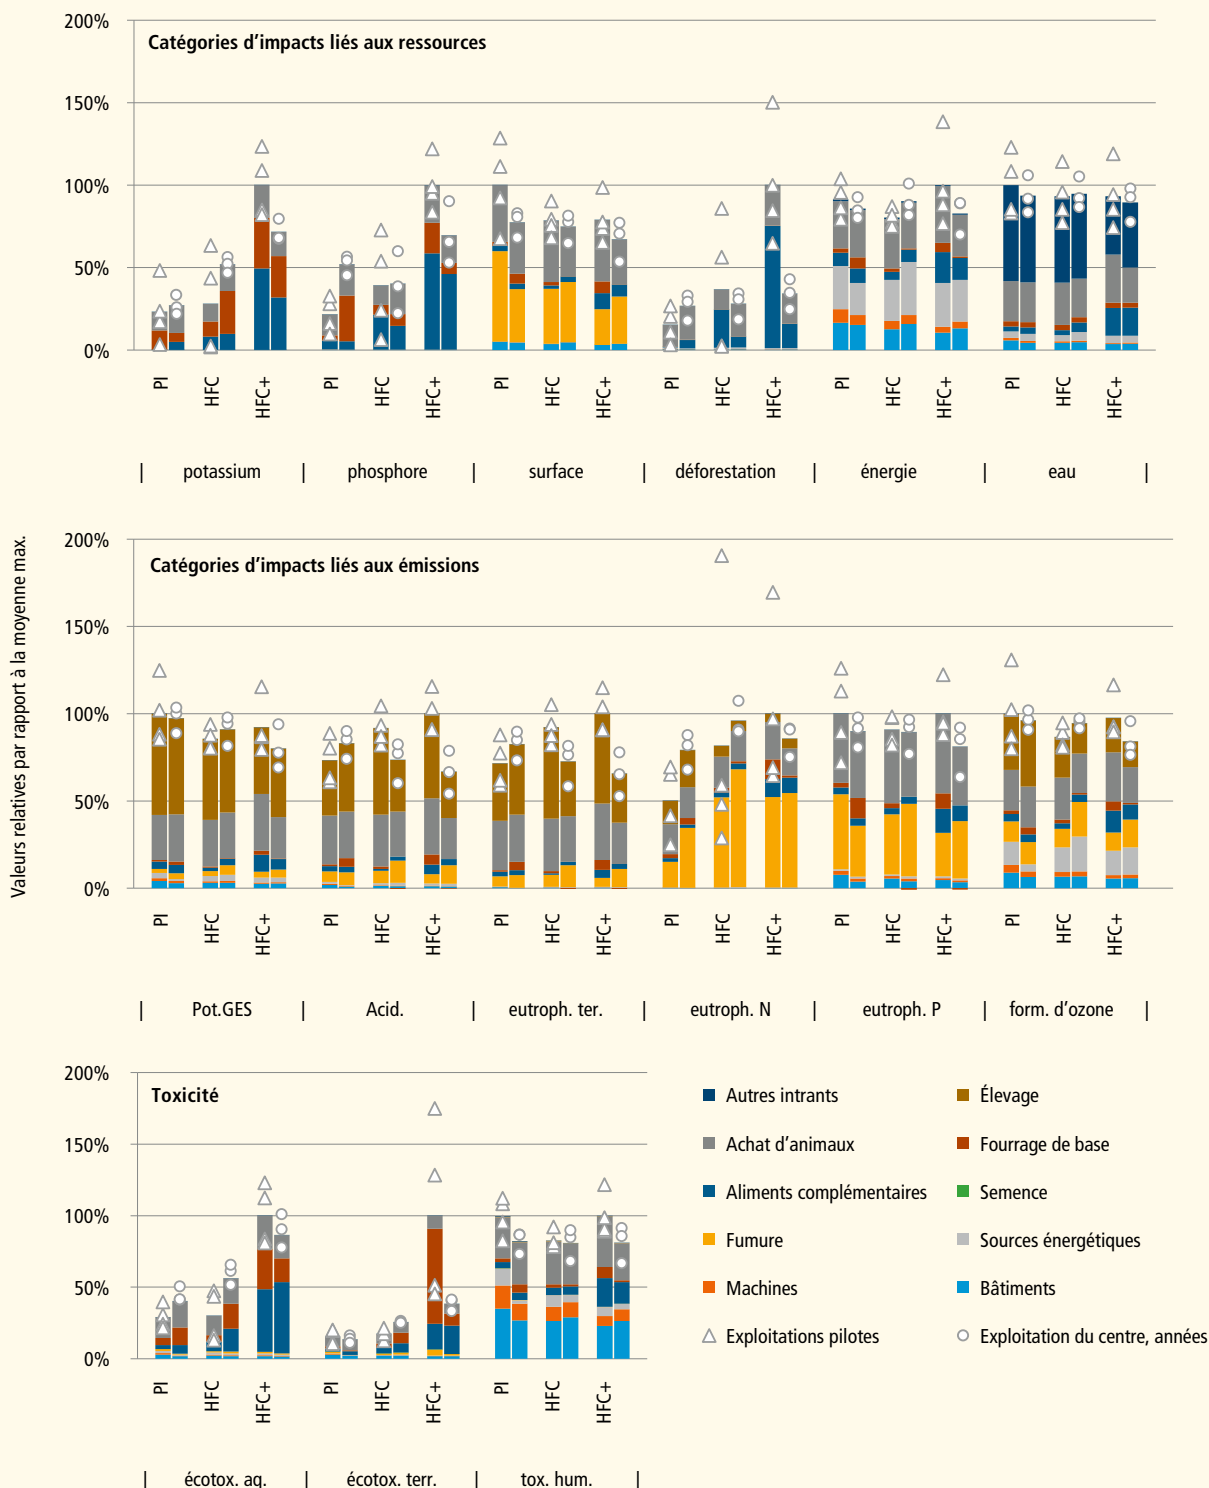 Valeurs relatives par rapport à la moyenne max.
200%
Catégories d'impacts liés aux ressources
150%
100%
50%
0%
PI HFC HFC+ PI HFC HFC+ PI HFC HFC+ PI HFC HFC+ PI HFC HFC+ PI HFC HFC+
| potassium | phosphore | surface | déforestation | énergie | eau |
200%
Catégories d'impacts liés aux émissions
150%
100%
50%
0%
PI HFC HFC+ PI HFC HFC+ PI HFC HFC+ PI HFC HFC+ PI HFC HFC+ PI HFC HFC+
| Pot.GES | Acid. | eutroph. ter. | eutroph. N | eutroph. P | form. d'ozone |
200%
Toxicité
150%
100%
50%
0%
PI HFC HFC+ PI HFC HFC+ PI HFC HFC+
| écotox. aq. | écotox. terr. | tox. hum. |
Autres intrants
Élevage
Achat d'animaux
Fourrage de base
Aliments complémentaires
Semence
Fumure
Sources énergétiques
Machines
Bâtiments
Exploitations pilotes
Exploitation du centre, années